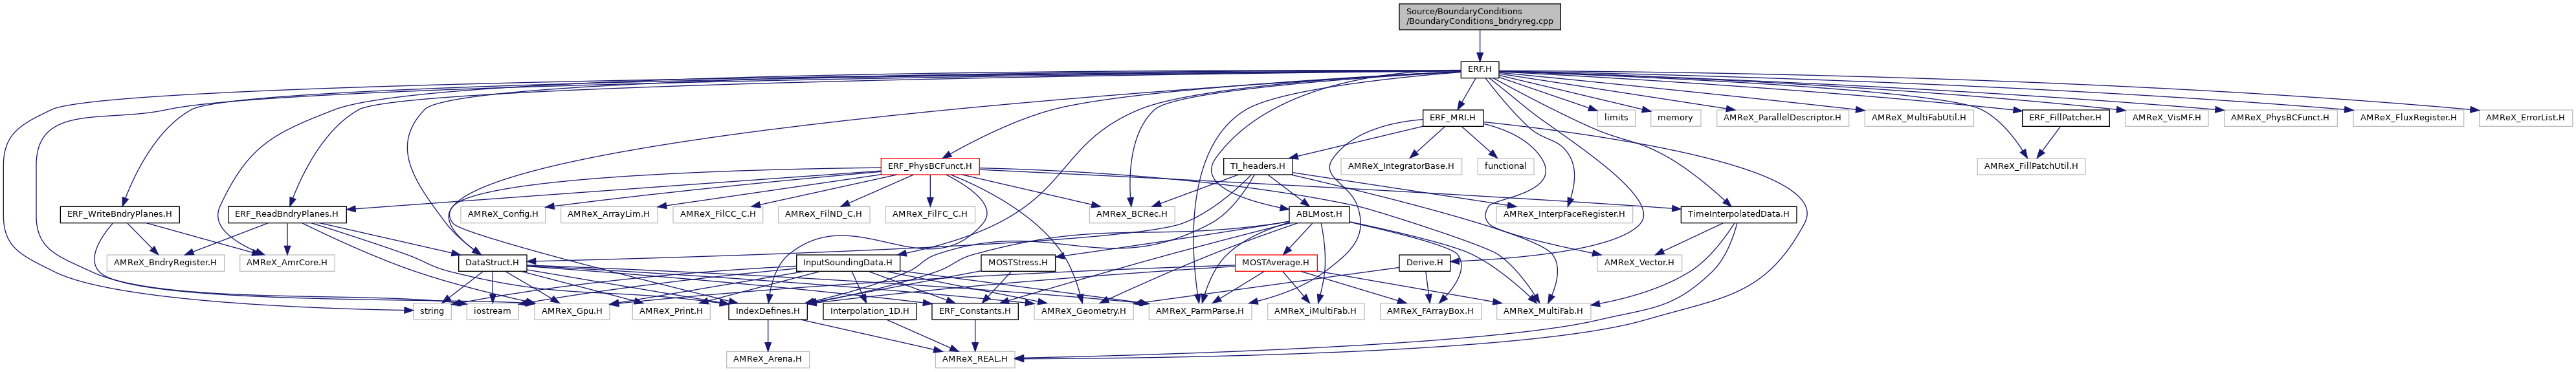 Source/BoundaryConditions
/BoundaryConditions_bndryreg.cpp
ERF.H
ERF_MRI.H
limits
memory
AMReX_ParallelDescriptor.H
AMReX_MultiFabUtil.H
ERF_FillPatcher.H
AMReX_VisMF.H
AMReX_PhysBCFunct.H
AMReX_FluxRegister.H
AMReX_ErrorList.H
ERF_PhysBCFunct.H
TI_headers.H
AMReX_IntegratorBase.H
functional
AMReX_FillPatchUtil.H
ERF_WriteBndryPlanes.H
ERF_ReadBndryPlanes.H
AMReX_Config.H
AMReX_ArrayLim.H
AMReX_FilCC_C.H
AMReX_FilND_C.H
AMReX_FilFC_C.H
AMReX_BCRec.H
ABLMost.H
AMReX_InterpFaceRegister.H
TimeInterpolatedData.H
AMReX_BndryRegister.H
AMReX_AmrCore.H
DataStruct.H
InputSoundingData.H
MOSTStress.H
MOSTAverage.H
Derive.H
AMReX_Vector.H
string
iostream
AMReX_Gpu.H
AMReX_Print.H
IndexDefines.H
Interpolation_1D.H
ERF_Constants.H
AMReX_Geometry.H
AMReX_ParmParse.H
AMReX_iMultiFab.H
AMReX_FArrayBox.H
AMReX_MultiFab.H
AMReX_Arena.H
AMReX_REAL.H